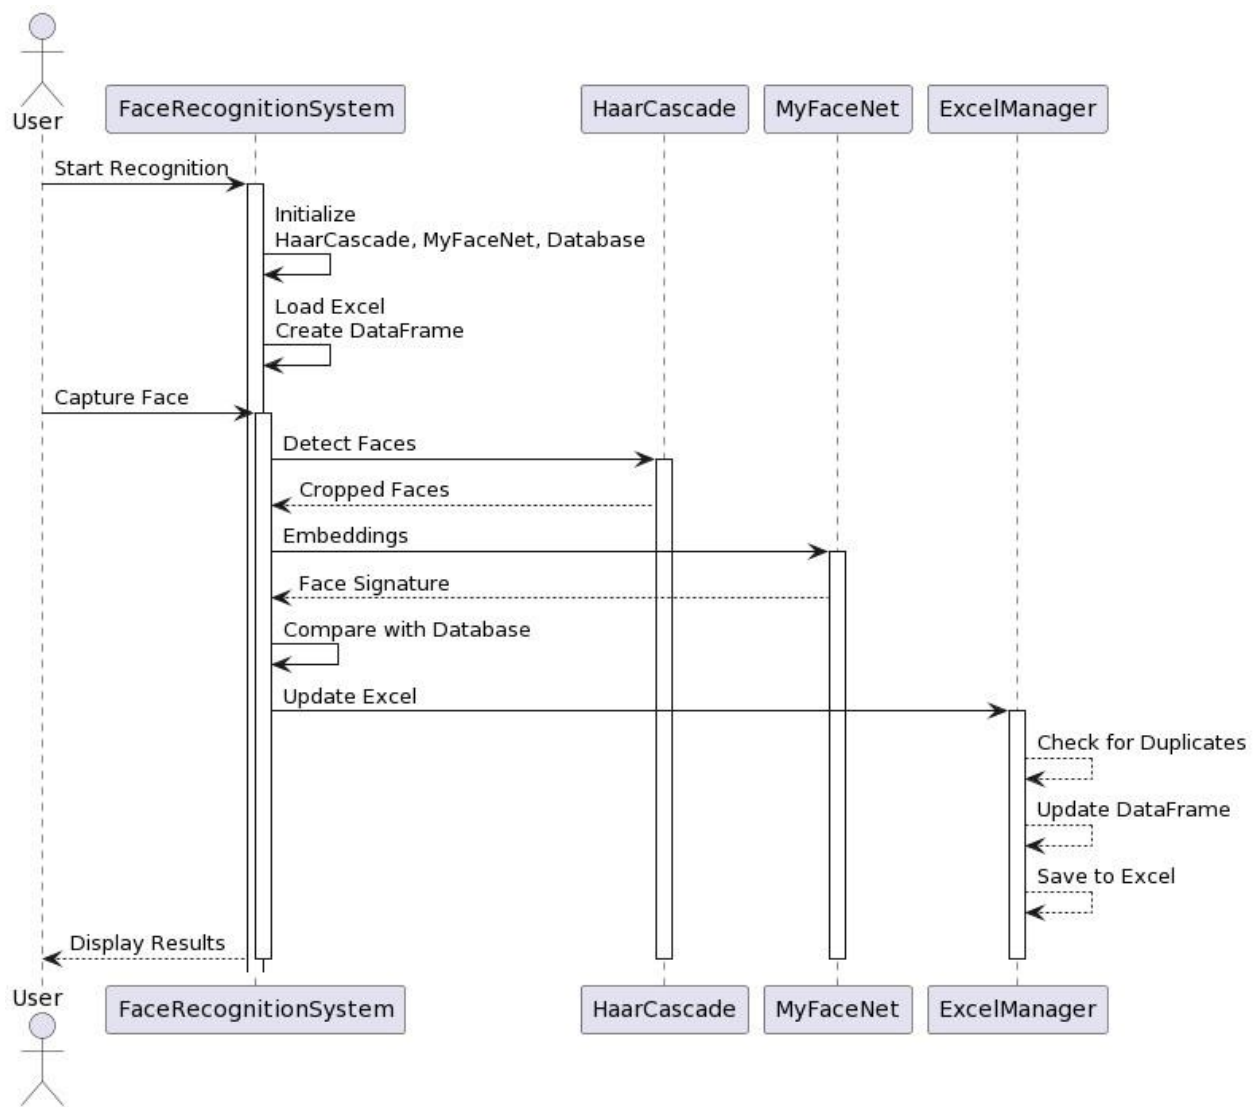 User
FaceRecognitionSystem
HaarCascade
MyFaceNet
ExcelManager
Start Recognition
Initialize
HaarCascade, MyFaceNet, Database
Load Excel
Create DataFrame
Capture Face
Detect Faces
Cropped Faces
Embeddings
Face Signature
Compare with Database
Update Excel
Check for Duplicates
Update DataFrame
Save to Excel
Display Results
User
FaceRecognitionSystem
HaarCascade
MyFaceNet
ExcelManager